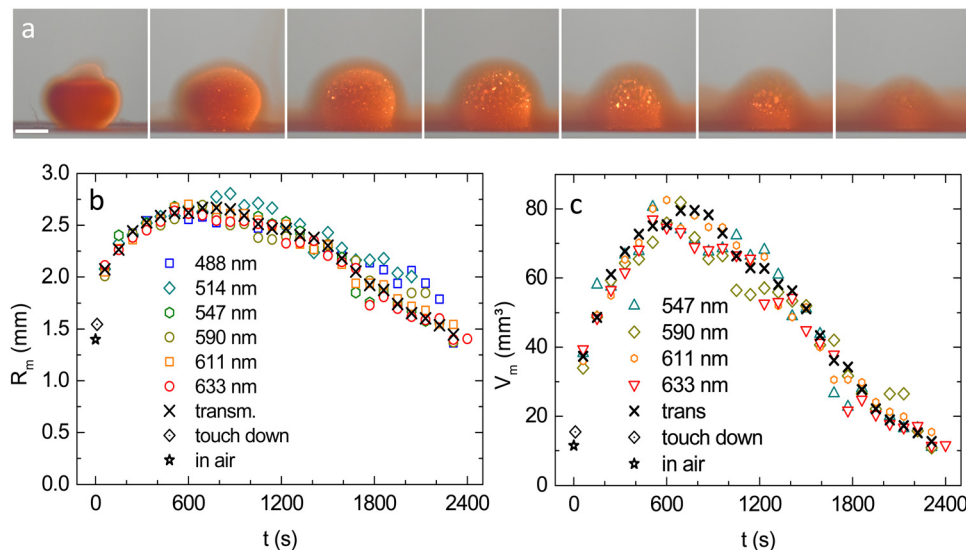 a
b
3.0
2.5
2.0
1.5
1.0
0.5
0.0
R_m (mm)
488 nm
514 nm
547 nm
590 nm
611 nm
633 nm
transm.
touch down
in air
0 600 1200 1800 2400
t (s)
c
80
60
40
20
0
V_m (mm³)
547 nm
590 nm
611 nm
633 nm
trans
touch down
in air
0 600 1200 1800 2400
t (s)